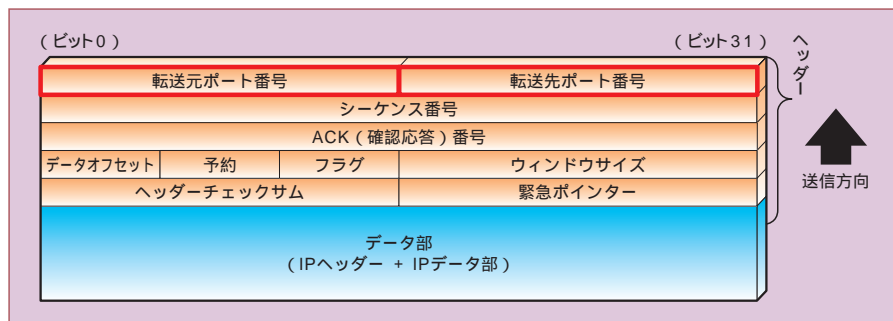 (ビット0)
(ビット31)
ヘッダー
転送元ポート番号
転送先ポート番号
シーケンス番号
ACK(確認応答)番号
データオフセット
予約
フラグ
ウィンドウサイズ
ヘッダーチェックサム
緊急ポインター
送信方向
データ部
(IPヘッダー + IPデータ部)